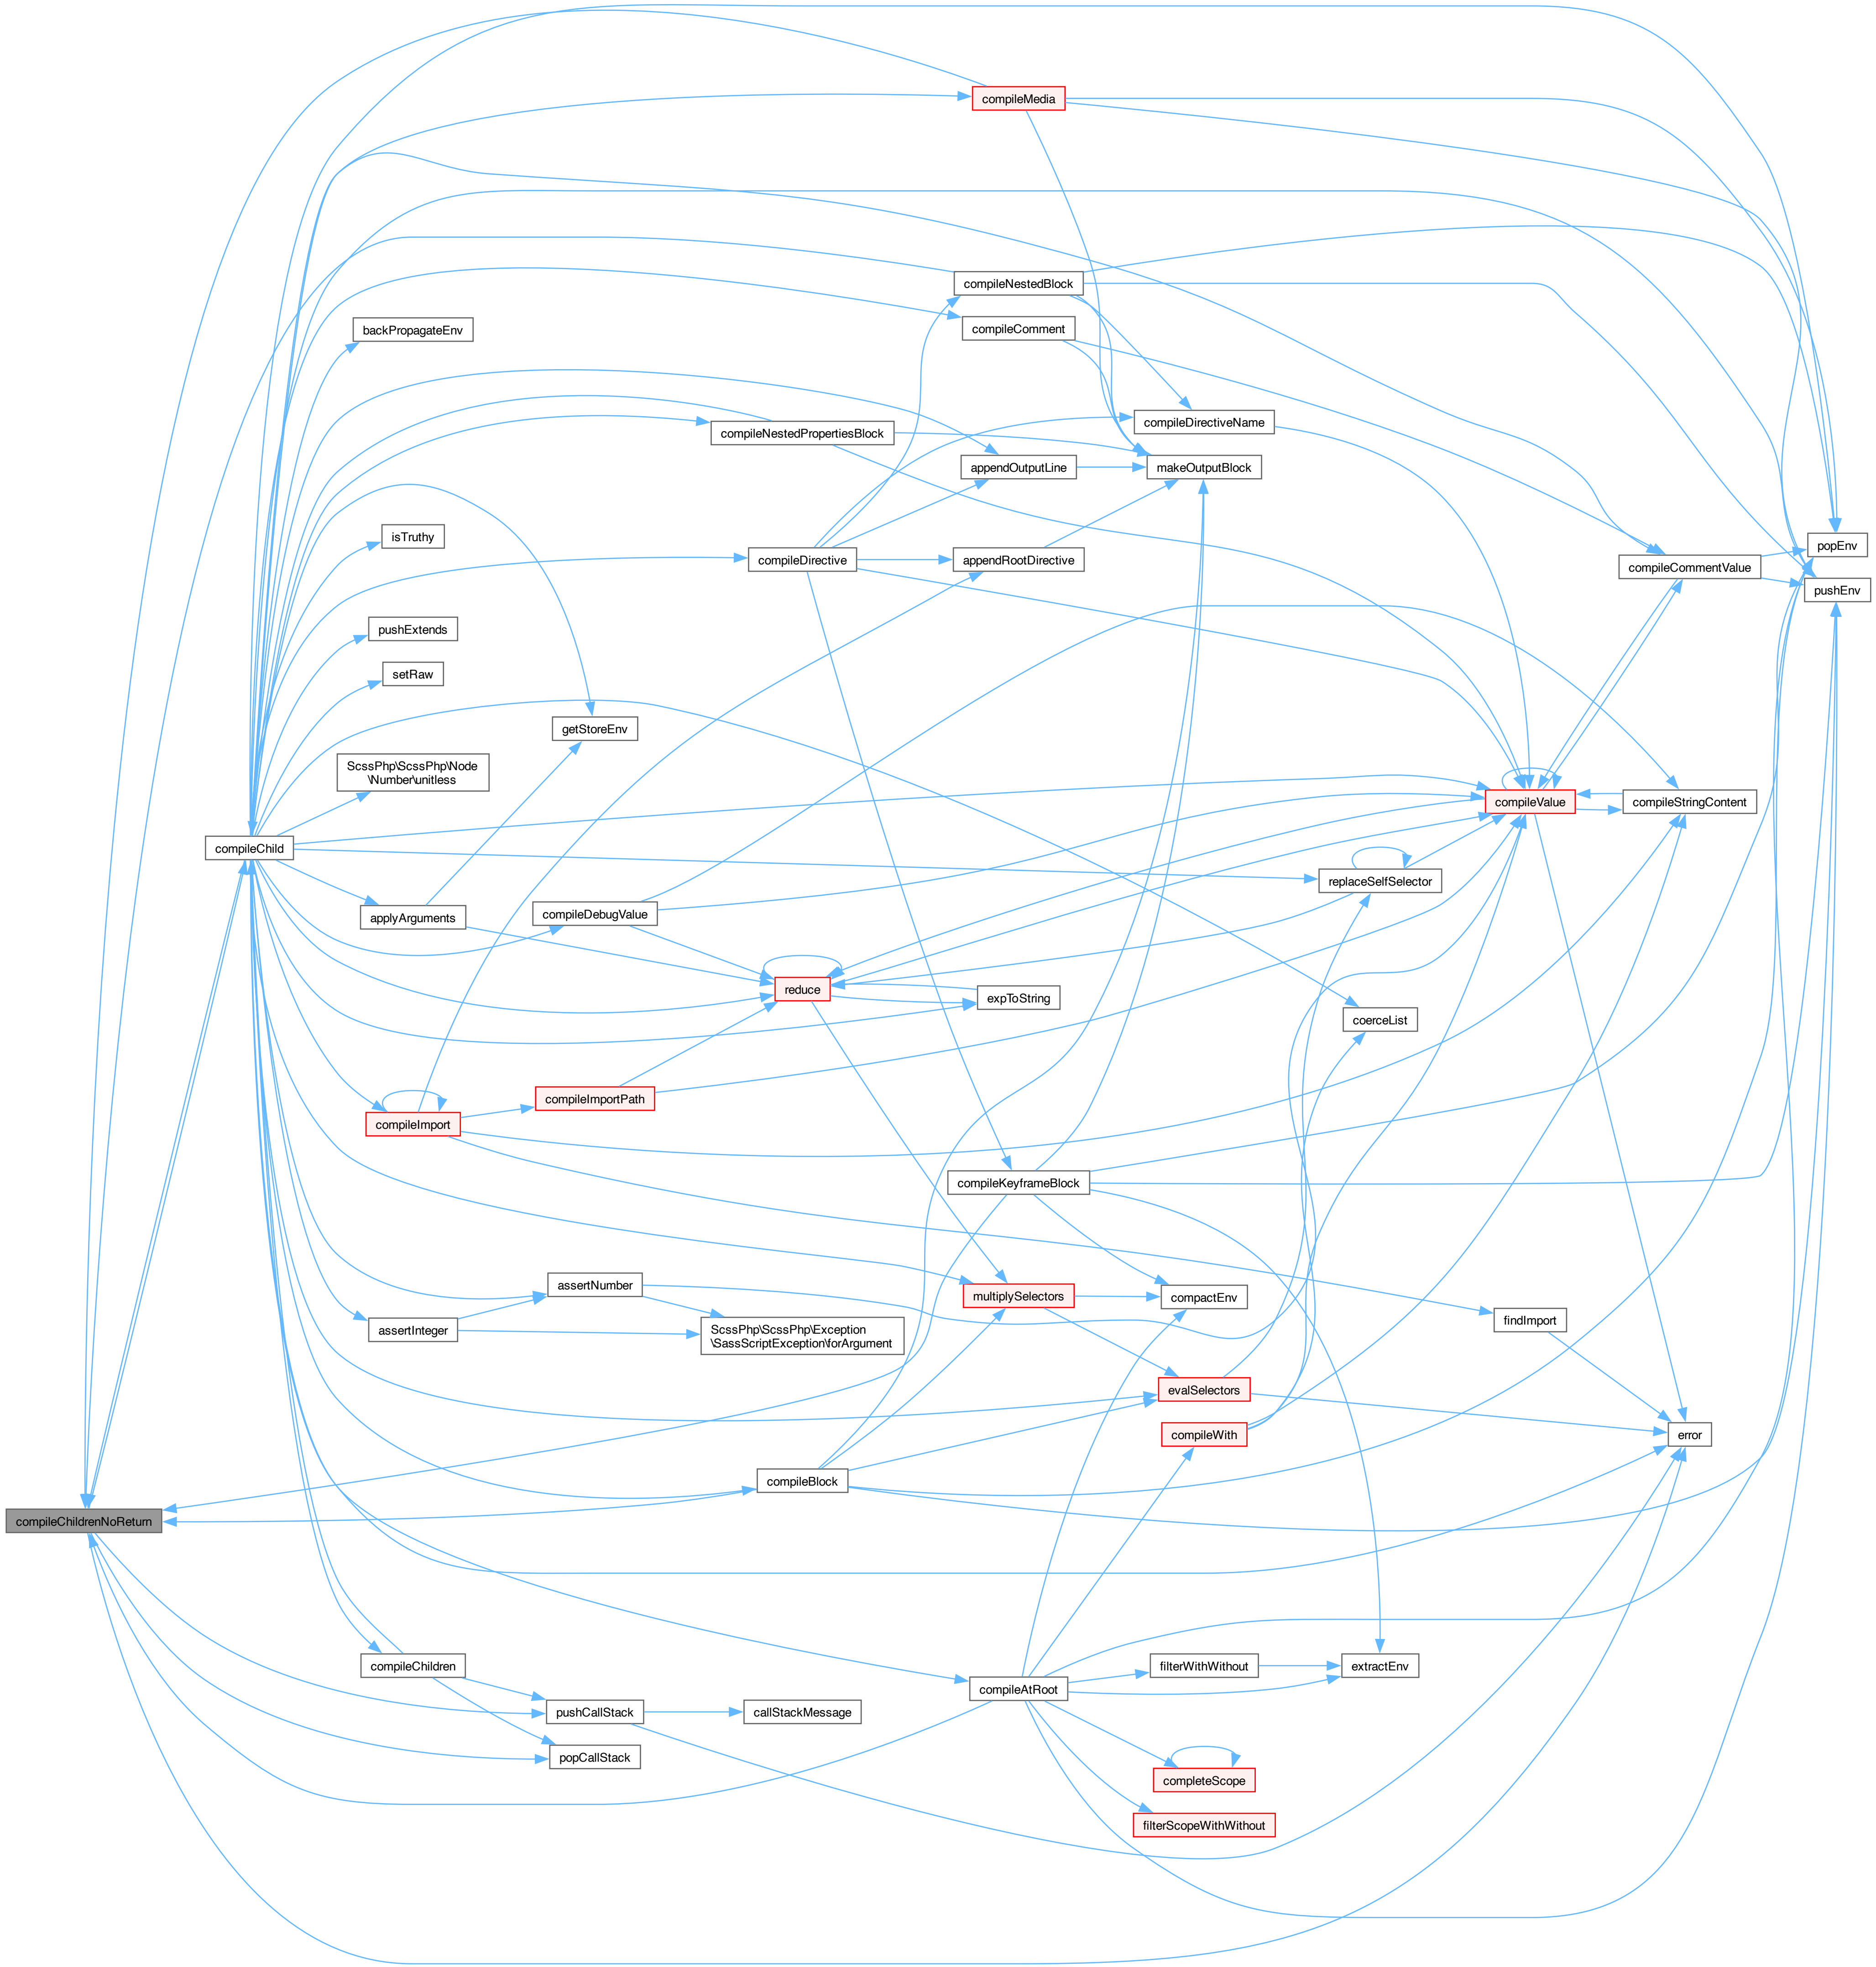 compileMedia
compileNestedBlock
backPropagateEnv
compileComment
compileDirectiveName
compileNestedPropertiesBlock
appendOutputLine
makeOutputBlock
isTruthy
popEnv
compileDirective
appendRootDirective
compileCommentValue
pushEnv
pushExtends
setRaw
getStoreEnv
ScssPhp\ScssPhp\Node
\Number\unitless
compileValue
compileStringContent
compileChild
replaceSelfSelector
applyArguments
compileDebugValue
reduce
expToString
coerceList
compileImportPath
compileImport
compileKeyframeBlock
assertNumber
multiplySelectors
compactEnv
assertInteger
ScssPhp\ScssPhp\Exception
\SassScriptException\forArgument
findImport
evalSelectors
compileWith
error
compileBlock
compileChildrenNoReturn
compileChildren
filterWithWithout
extractEnv
compileAtRoot
pushCallStack
callStackMessage
popCallStack
completeScope
filterScopeWithWithout